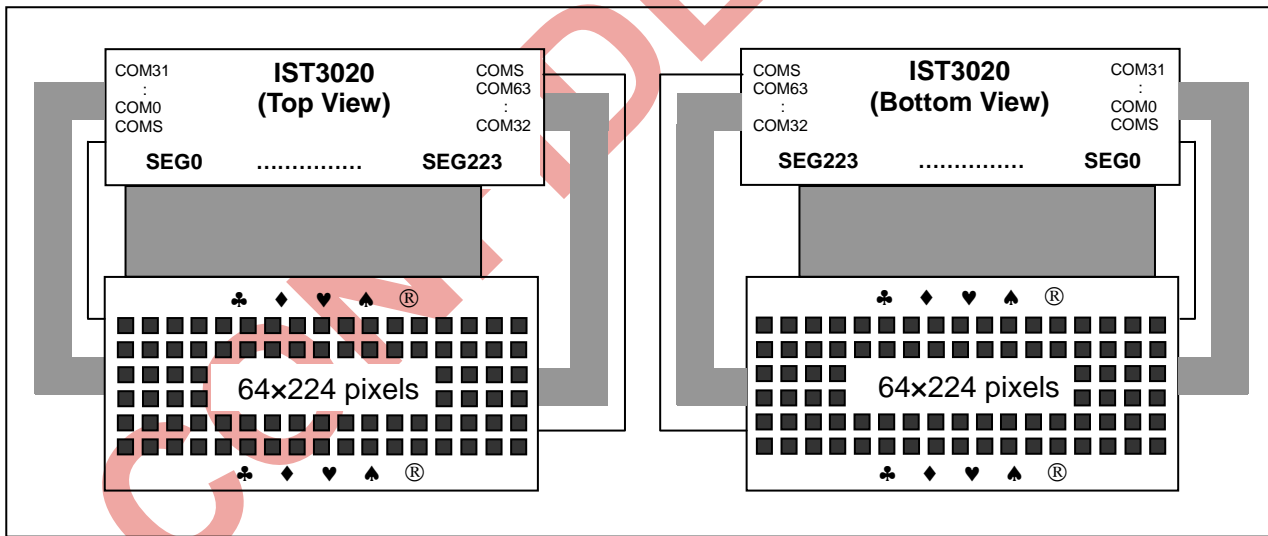 COM31
:
COM0
COMS
IST3020
(Top View)
COMS
COM63
:
COM32
SEG0 ............... SEG223
♣ ♦ ♥ ♠ ®
64×224 pixels
♣ ♦ ♥ ♠ ®
COMS
COM63
:
COM32
IST3020
(Bottom View)
COM31
:
COM0
COMS
SEG223 ............... SEG0
♣ ♦ ♥ ♠ ®
64×224 pixels
♣ ♦ ♥ ♠ ®